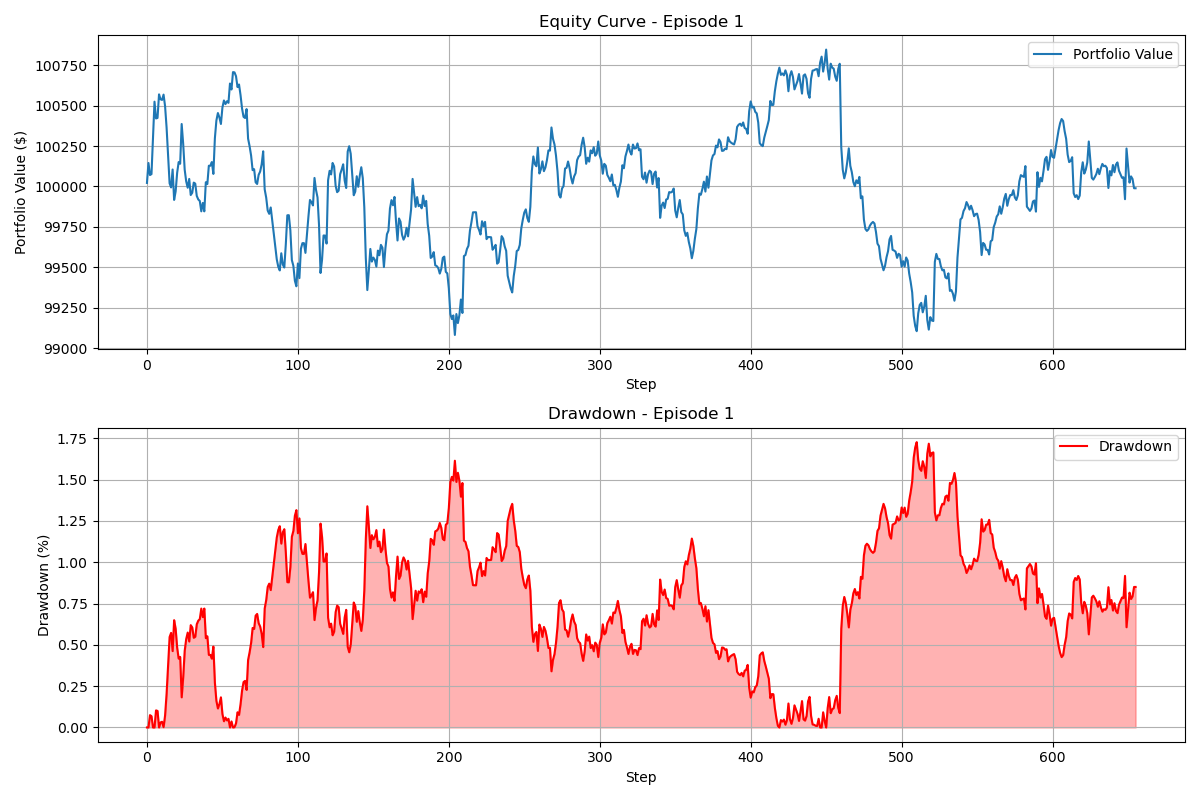 Equity Curve - Episode 1
Portfolio Value
Portfolio Value ($)
100750
100500
100250
100000
99750
99500
99250
99000
0 100 200 300 400 500 600
Step
Drawdown - Episode 1
Drawdown
Drawdown (%)
1.75
1.50
1.25
1.00
0.75
0.50
0.25
0.00
0 100 200 300 400 500 600
Step